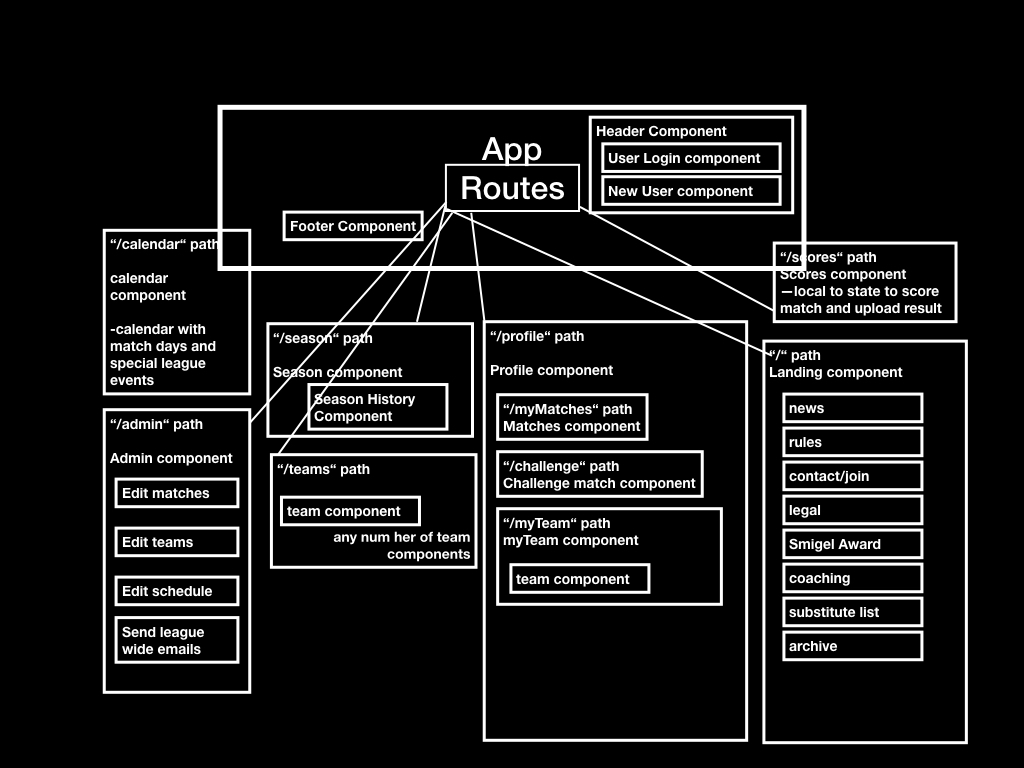 App
Routes
Header Component
User Login component
New User component
Footer Component
“/calendar“ path
calendar
component
-calendar with
match days and
special league
events
“/scores“ path
Scores component
—local to state to score
match and upload result
“/season“ path
Season component
Season History
Component
“/profile“ path
Profile component
“/myMatches“ path
Matches component
“/challenge“ path
Challenge match component
“/myTeam“ path
myTeam component
team component
“/“ path
Landing component
news
rules
contact/join
legal
Smigel Award
coaching
substitute list
archive
“/admin“ path
Admin component
Edit matches
Edit teams
Edit schedule
Send league
wide emails
“/teams“ path
team component
any num her of team
components